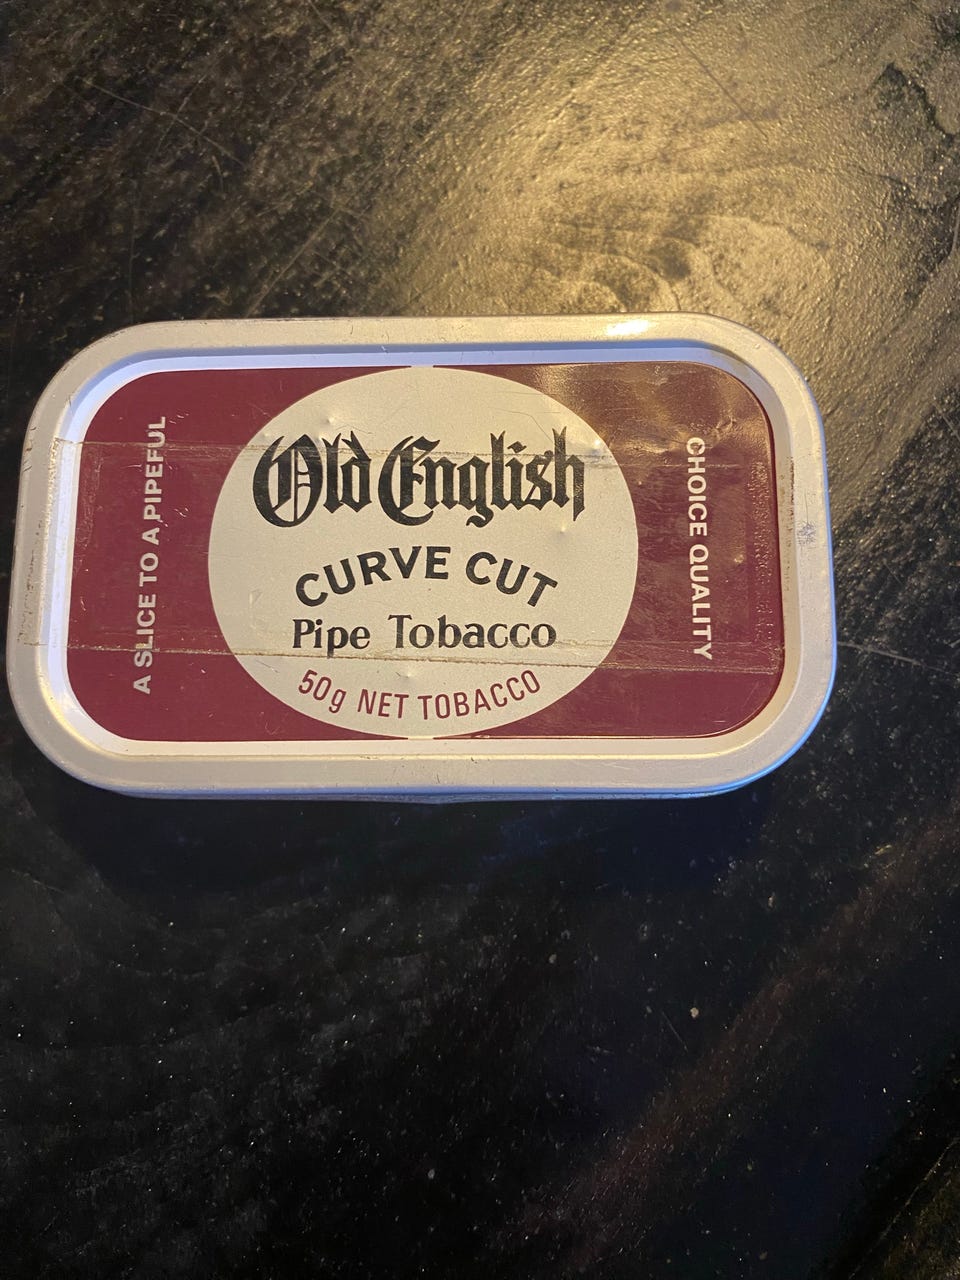 A SLICE TO A PIPEFUL
Old English
CURVE CUT
Pipe Tobacco
50g NET TOBACCO
CHOICE QUALITY